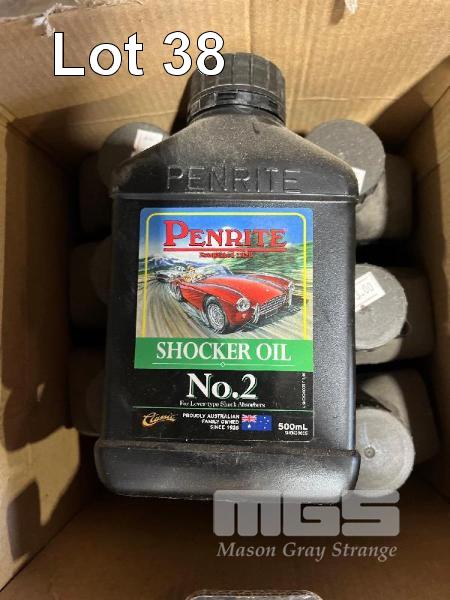 Lot 38
PENRITE
PENRITE
SHOCKER OIL
No.2
For Lever-type Shock Absorbers
Classic
PROUDLY AUSTRALIAN
FAMILY OWNED
SINCE 1926
500mL
MGS
Mason Gray Strange